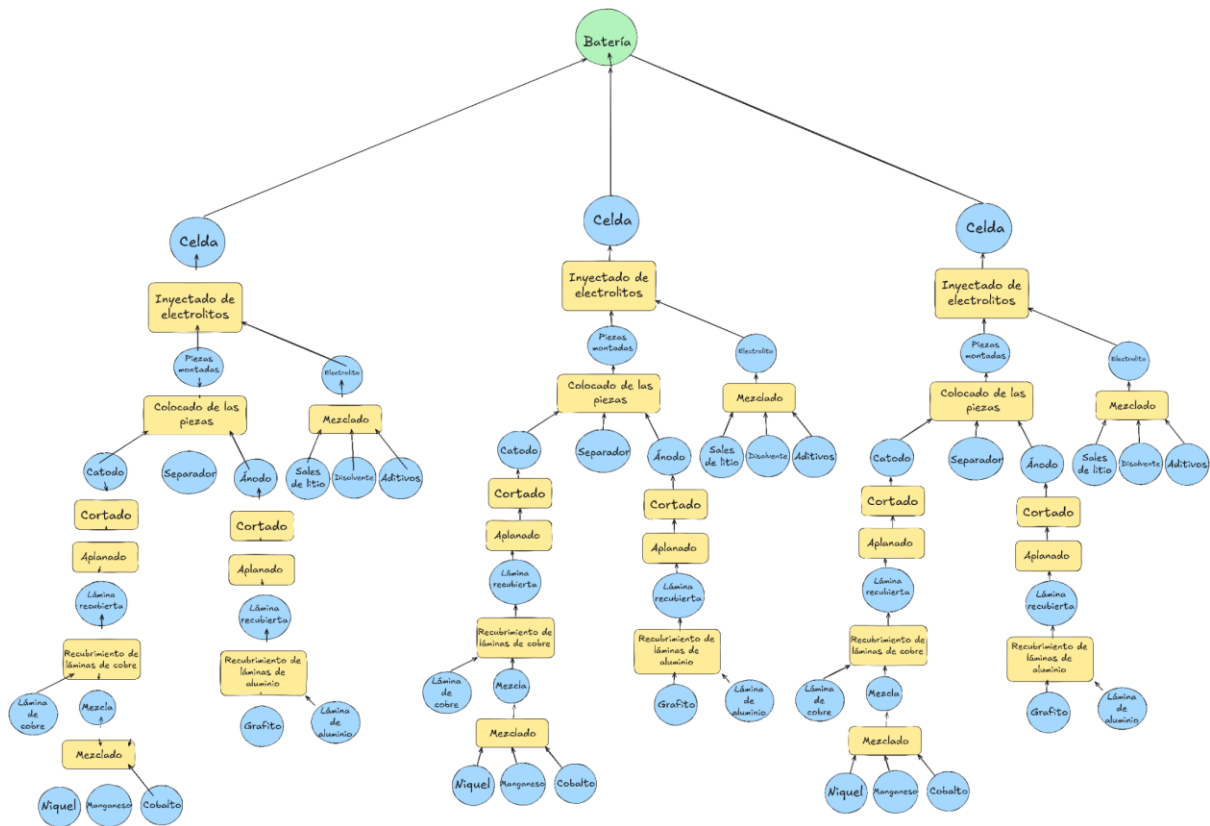 Batería
Celda
Inyectado de
electrolitos
Piezas
montadas
Electrolito
Colocado de las
piezas
Mezclado
Catodo
Separador
Ánodo
Sales
de litio
Disolvente
Aditivos
Cortado
Cortado
Aplanado
Aplanado
Lámina
recubierta
Lámina
recubierta
Recubrimiento de
láminas de cobre
Recubrimiento de
láminas de
aluminio
Lámina
de
cobre
Mezcla
Grafito
Lámina
de
aluminio
Mezclado
Niquel
Manganeso
Cobalto
Celda
Inyectado de
electrolitos
Piezas
montadas
Electrolito
Colocado de las
piezas
Mezclado
Catodo
Separador
Ánodo
Sales
de litio
Disolvente
Aditivos
Cortado
Cortado
Aplanado
Aplanado
Lámina
recubierta
Lámina
recubierta
Recubrimiento de
láminas de cobre
Recubrimiento de
láminas de
aluminio
Lámina
de
cobre
Mezcla
Grafito
Lámina
de
aluminio
Mezclado
Niquel
Manganeso
Cobalto
Celda
Inyectado de
electrolitos
Piezas
montadas
Electrolito
Colocado de las
piezas
Mezclado
Catodo
Separador
Ánodo
Sales
de litio
Disolvente
Aditivos
Cortado
Cortado
Aplanado
Aplanado
Lámina
recubierta
Lámina
recubierta
Recubrimiento de
láminas de cobre
Recubrimiento de
láminas de
aluminio
Lámina
de
cobre
Mezcla
Grafito
Lámina
de
aluminio
Mezclado
Niquel
Manganeso
Cobalto